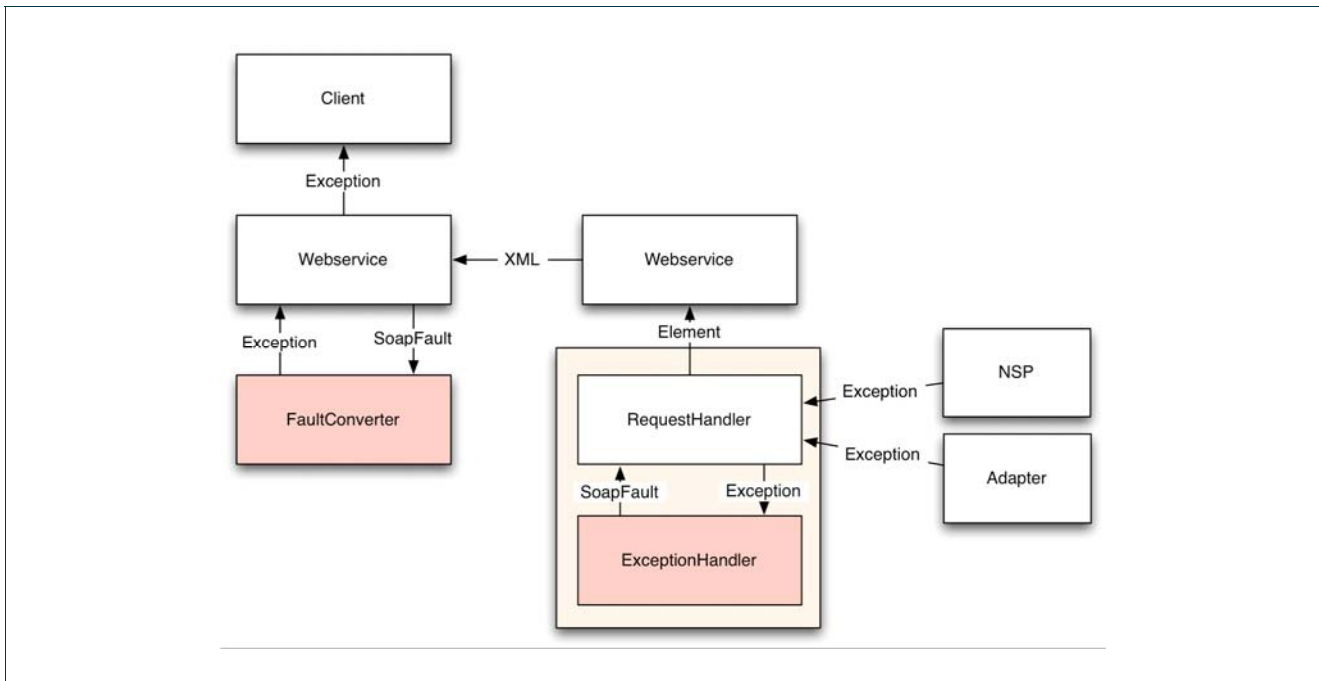 Client
Exception
Webservice
XML
Webservice
Exception
SoapFault
Element
FaultConverter
RequestHandler
Exception
NSP
Exception
Adapter
SoapFault
Exception
ExceptionHandler